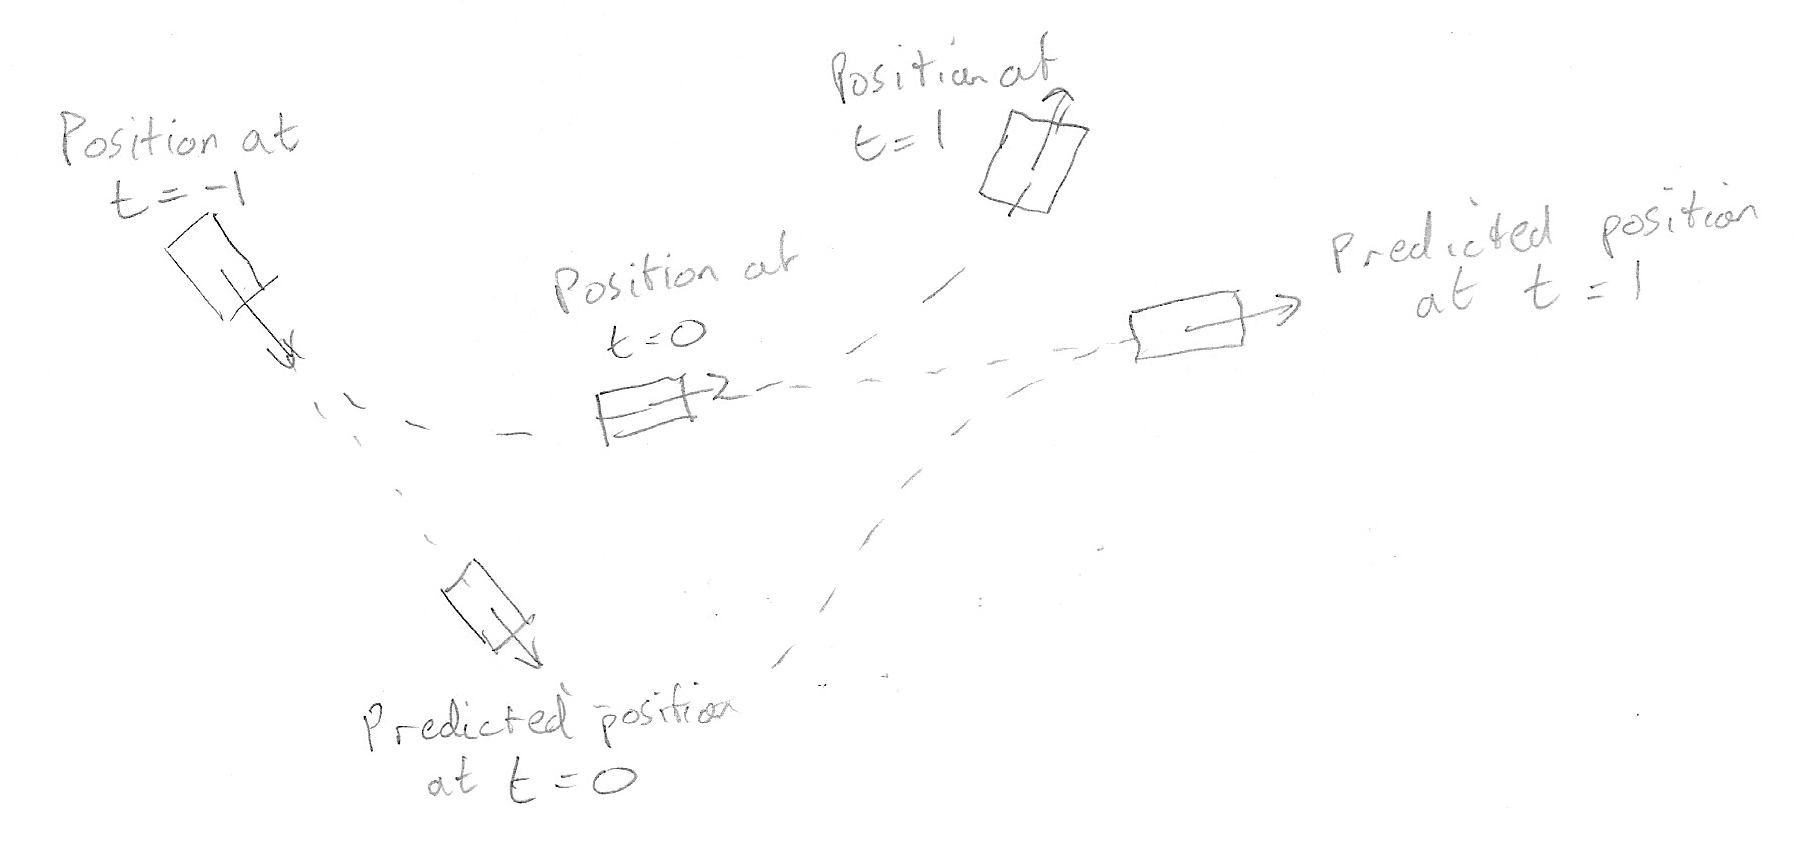 Position at
t = 1
Position at
t = -1
Predicted position
at t = 1
Position at
t = 0
Predicted position
at t = 0